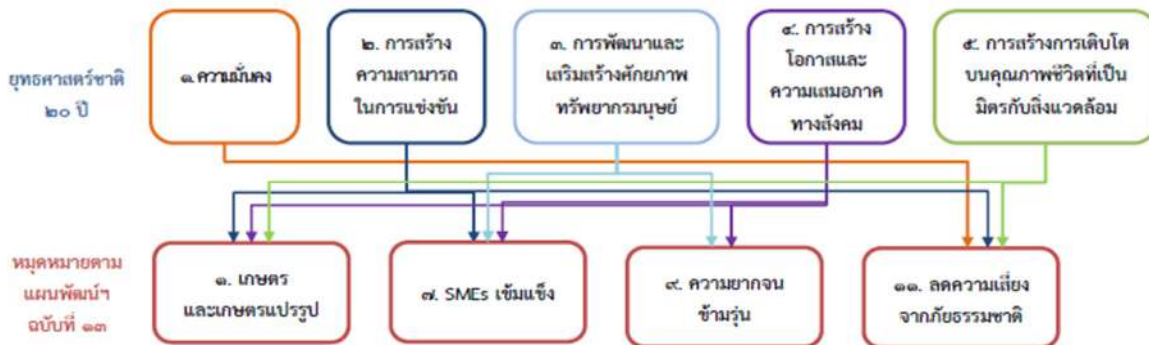 ยุทธศาสตร์ชาติ
๒๐ ปี
๑. ความมั่นคง
๒. การสร้าง
ความสามารถ
ในการแข่งขัน
๓. การพัฒนาและ
เสริมสร้างศักยภาพ
ทรัพยากรมนุษย์
๔. การสร้าง
โอกาสและ
ความเสมอภาค
ทางสังคม
๕. การสร้างการเติบโต
บนคุณภาพชีวิตที่เป็น
มิตรกับสิ่งแวดล้อม
หมุดหมายตาม
แผนพัฒน์ฯ
ฉบับที่ ๑๓
๑. เกษตร
และเกษตรแปรรูป
๗. SMEs เข้มแข็ง
๙. ความยากจน
ข้ามรุ่น
๑๑. ลดความเสี่ยง
จากภัยธรรมชาติ